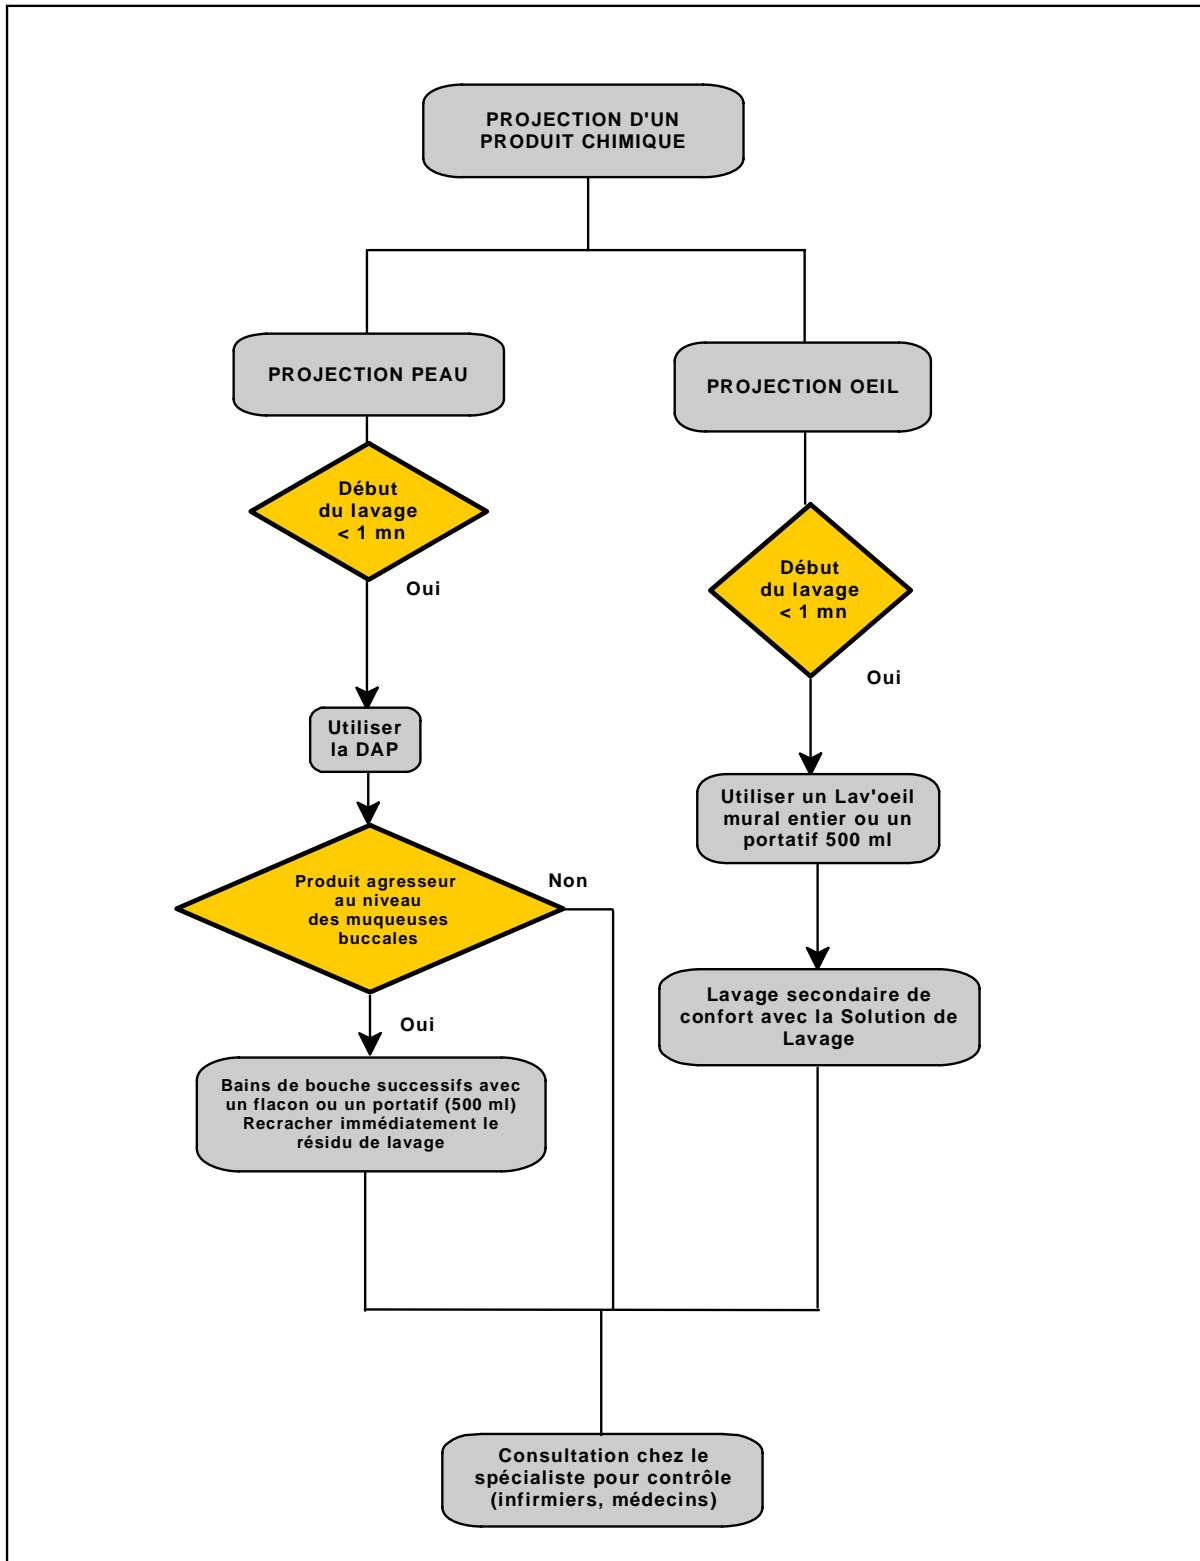 PROJECTION D'UN
PRODUIT CHIMIQUE
PROJECTION PEAU
PROJECTION OEIL
Début
du lavage
< 1 mn
Oui
Début
du lavage
< 1 mn
Oui
Utiliser
la DAP
Utiliser un Lav'oeil
mural entier ou un
portatif 500 ml
Produit agresseur
au niveau
des muqueuses
buccales
Non
Oui
Lavage secondaire de
confort avec la Solution de
Lavage
Bains de bouche successifs avec
un flacon ou un portatif (500 ml)
Recracher immédiatement le
résidu de lavage
Consultation chez le
spécialiste pour contrôle
(infirmiers, médecins)